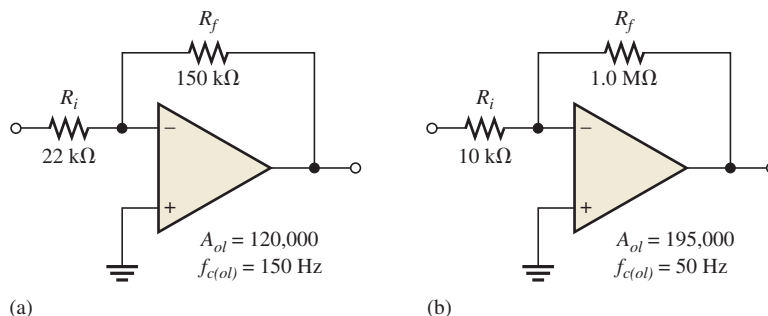 R_f
150 kΩ
R_i
22 kΩ
−
+
A_ol = 120,000
f_c(ol) = 150 Hz
(a)
R_f
1.0 MΩ
R_i
10 kΩ
−
+
A_ol = 195,000
f_c(ol) = 50 Hz
(b)